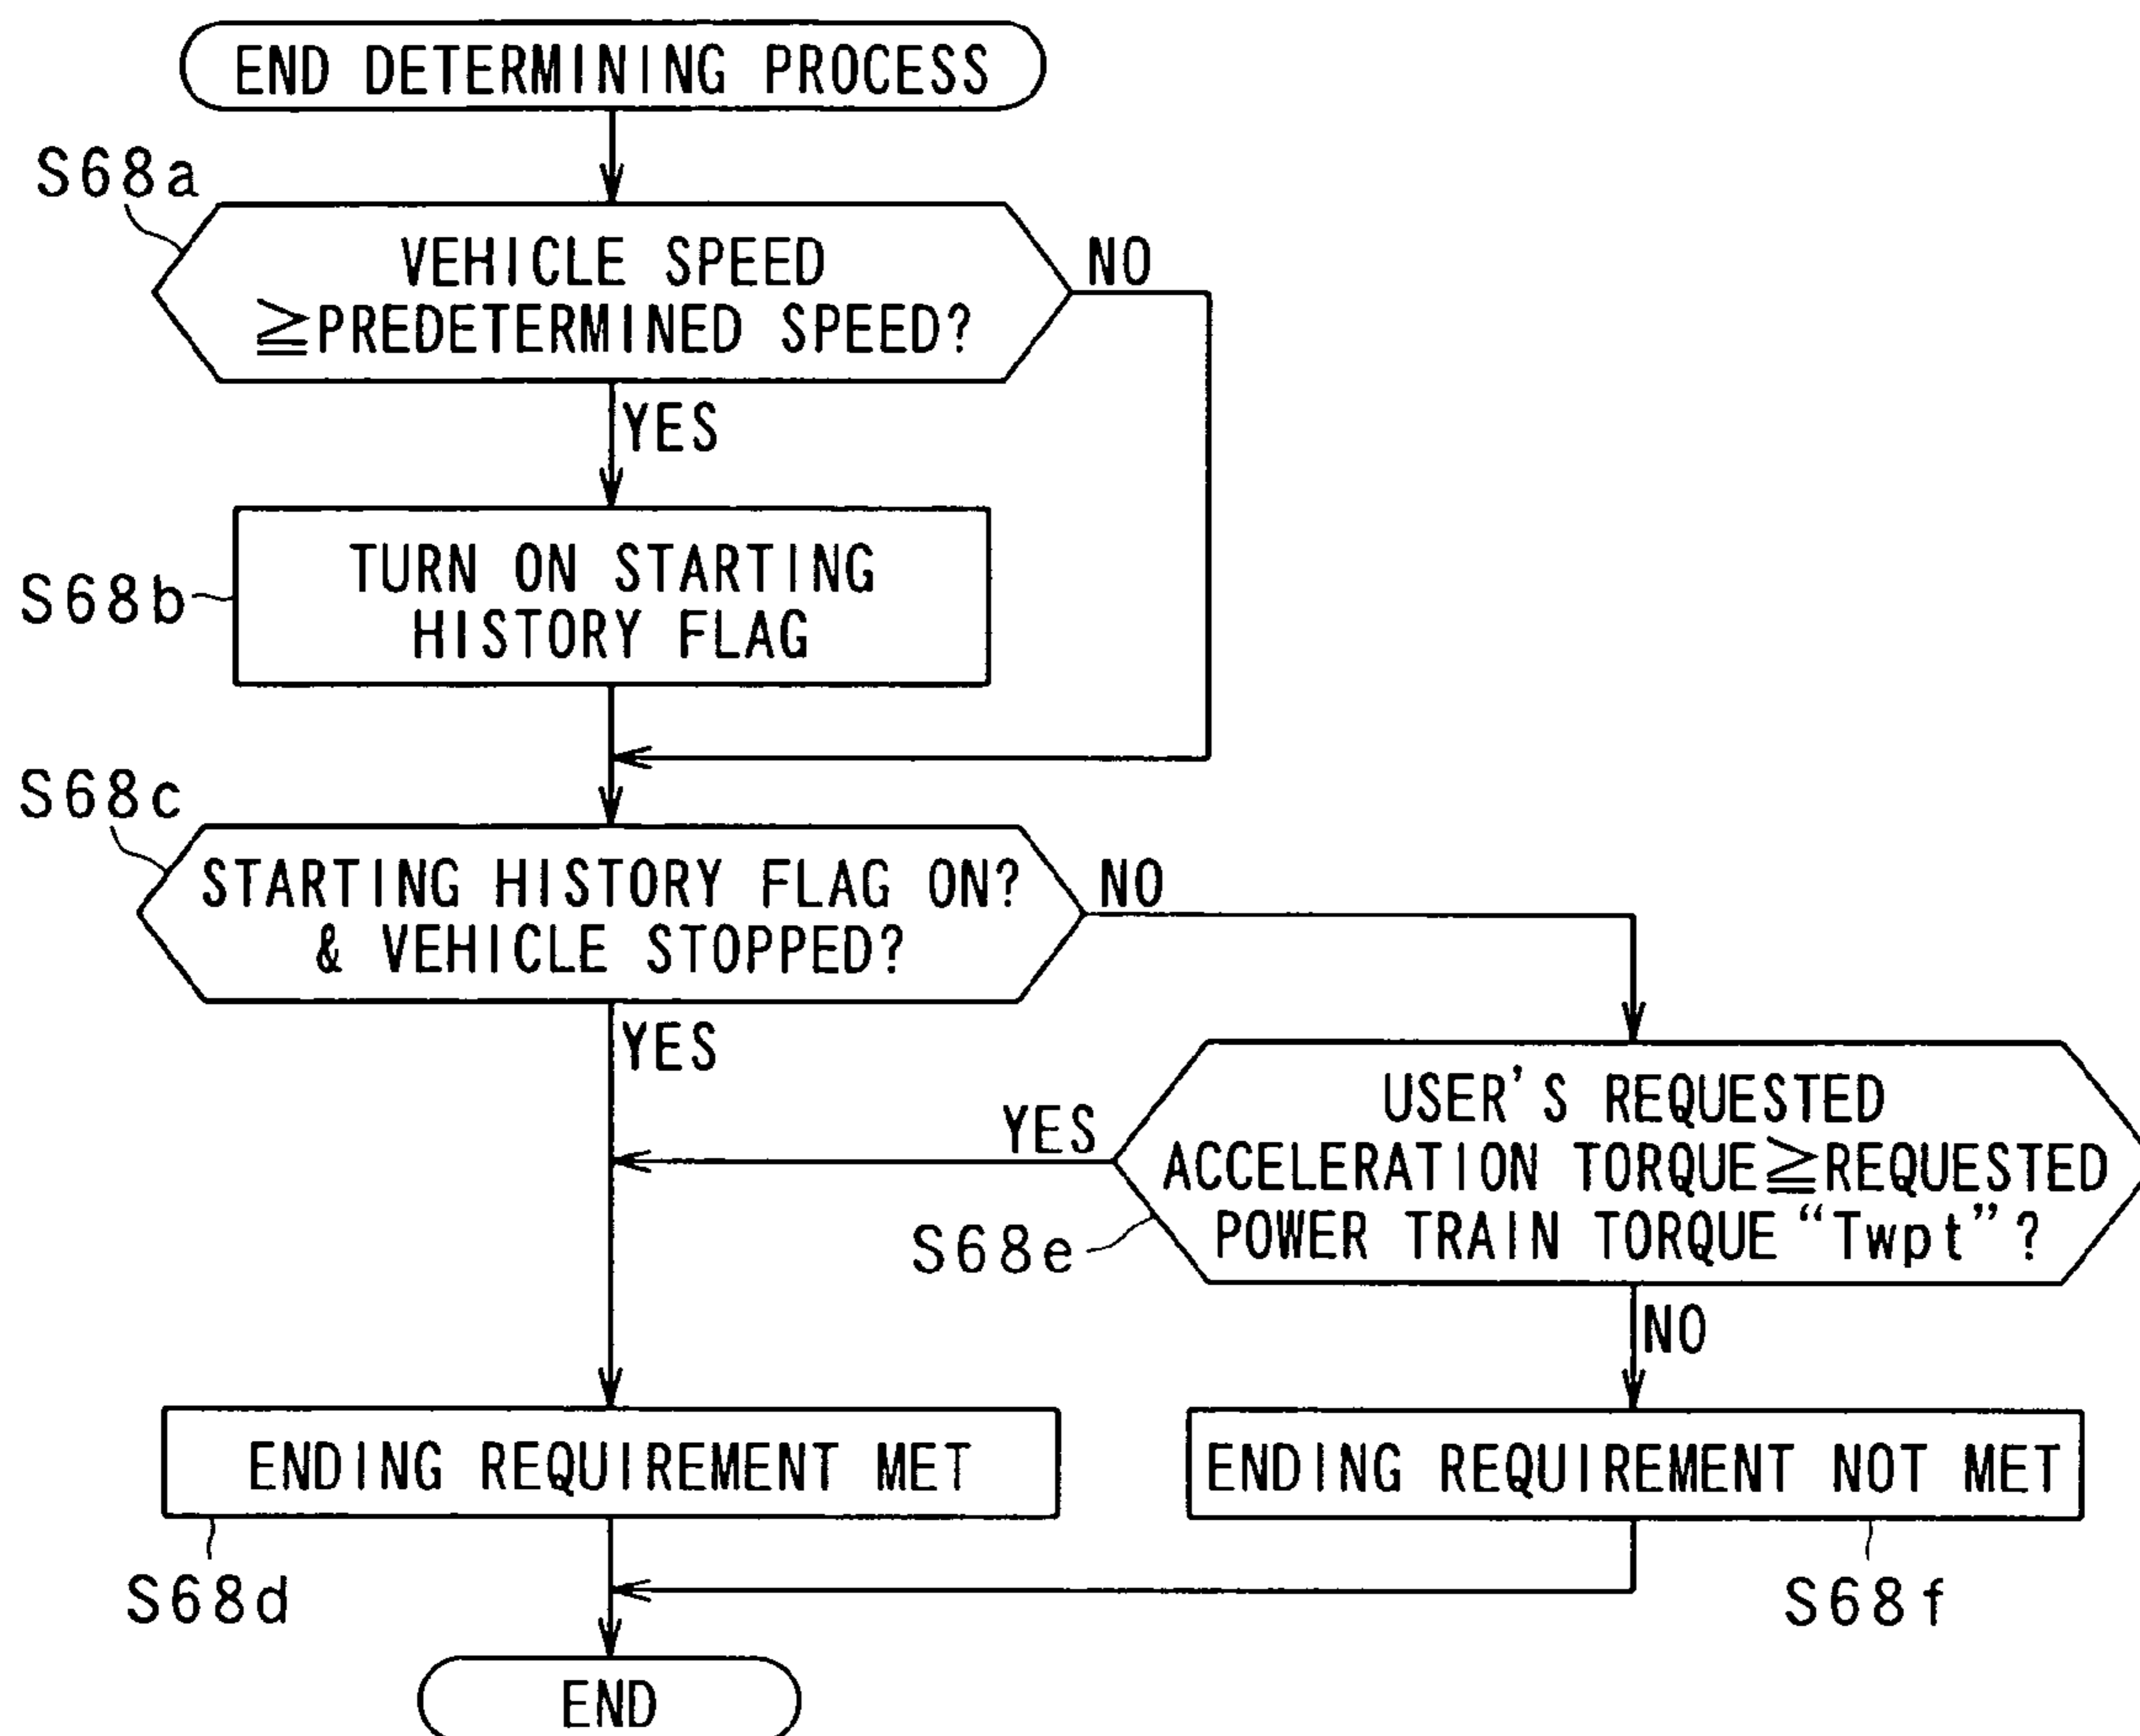 END DETERMINING PROCESS
S68a
VEHICLE SPEED
≧PREDETERMINED SPEED?
NO
YES
S68b
TURN ON STARTING
HISTORY FLAG
S68c
STARTING HISTORY FLAG ON?
& VEHICLE STOPPED?
NO
YES
USER'S REQUESTED
ACCELERATION TORQUE≧REQUESTED
POWER TRAIN TORQUE “Twpt”?
YES
S68e
NO
ENDING REQUIREMENT MET
ENDING REQUIREMENT NOT MET
S68d
S68f
END